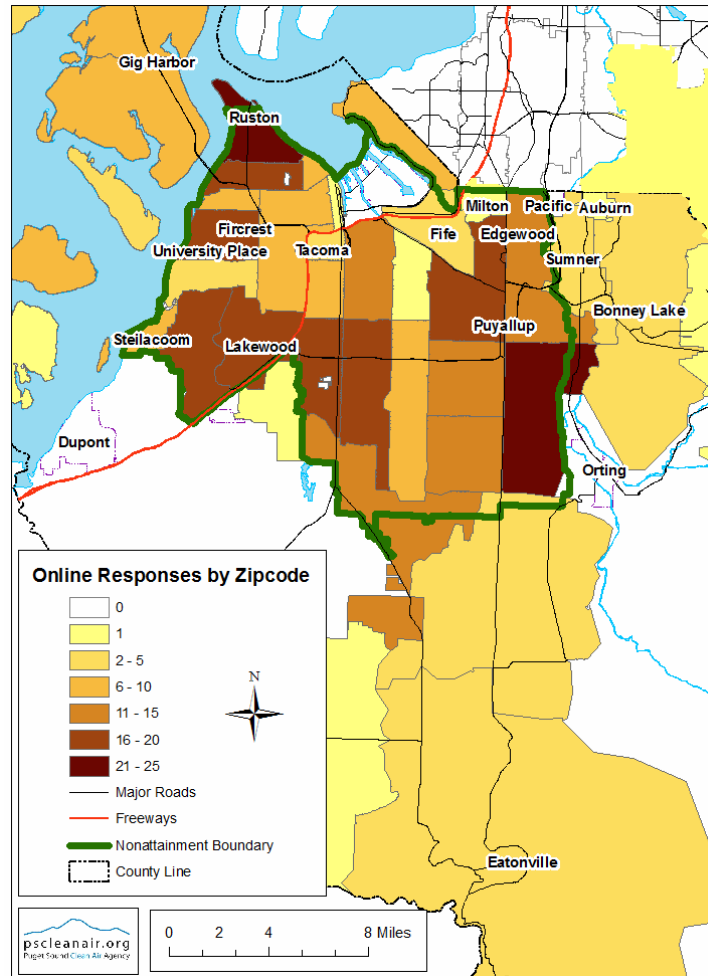 Gig Harbor
Ruston
Milton
Pacific
Auburn
Fircrest
Fife
Edgewood
University Place
Tacoma
Sumner
Bonney Lake
Puyallup
Steilacoom
Lakewood
Dupont
Orting
Online Responses by Zipcode
0
1
2 - 5
6 - 10
11 - 15
16 - 20
21 - 25
Major Roads
Freeways
Nonattainment Boundary
County Line
N
Eatonville
pscleanair.org
Puget Sound Clean Air Agency
0 2 4 8 Miles